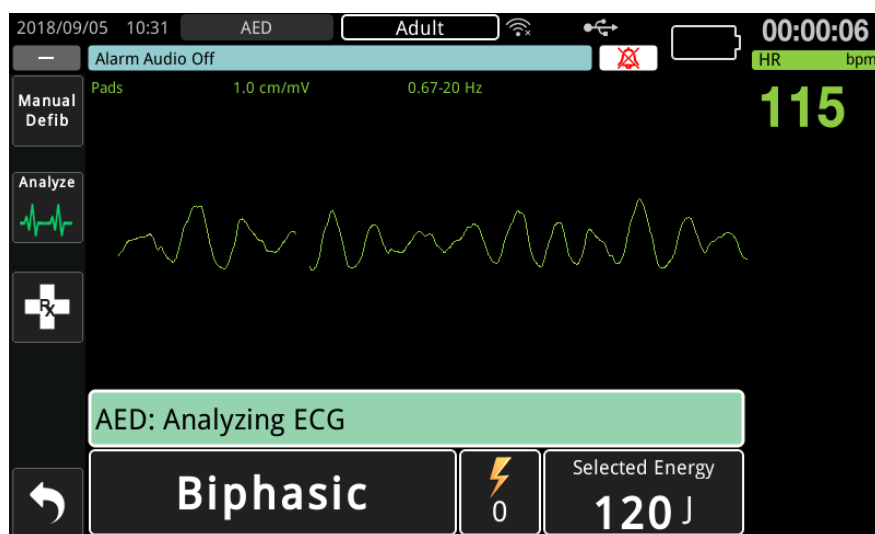 2018/09/05 10:31 AED Adult 00:00:06
Alarm Audio Off
HR bpm
115
Pads 1.0 cm/mV 0.67-20 Hz
Manual
Defib
Analyze
Rx
AED: Analyzing ECG
Biphasic
0
Selected Energy
120 J